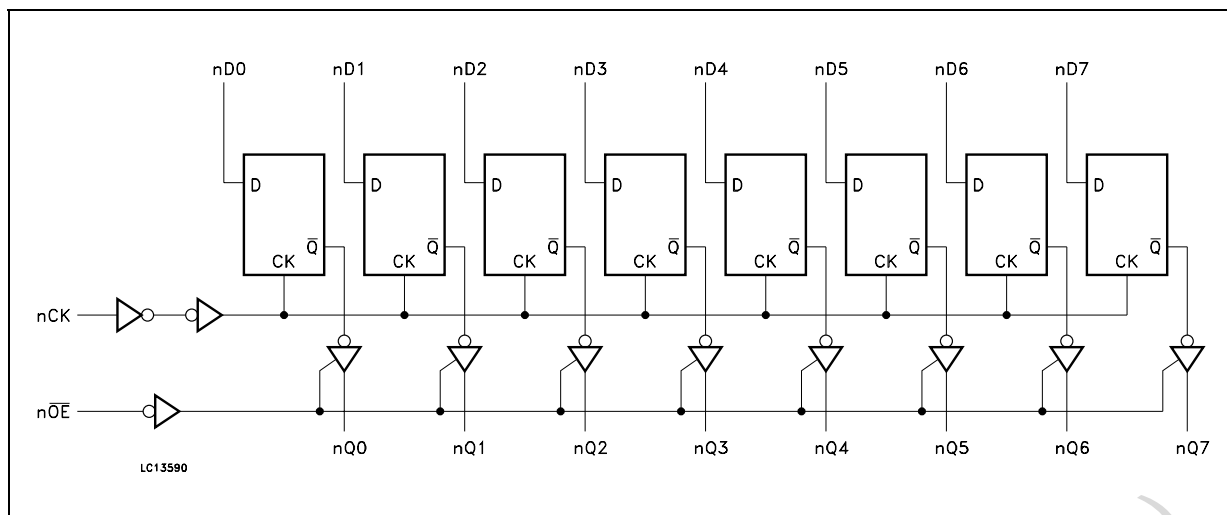 nD0 nD1 nD2 nD3 nD4 nD5 nD6 nD7
D D D D D D D D
Q̅ Q̅ Q̅ Q̅ Q̅ Q̅ Q̅ Q̅
CK CK CK CK CK CK CK CK
nCK
nO̅E̅
nQ0 nQ1 nQ2 nQ3 nQ4 nQ5 nQ6 nQ7
LC13590